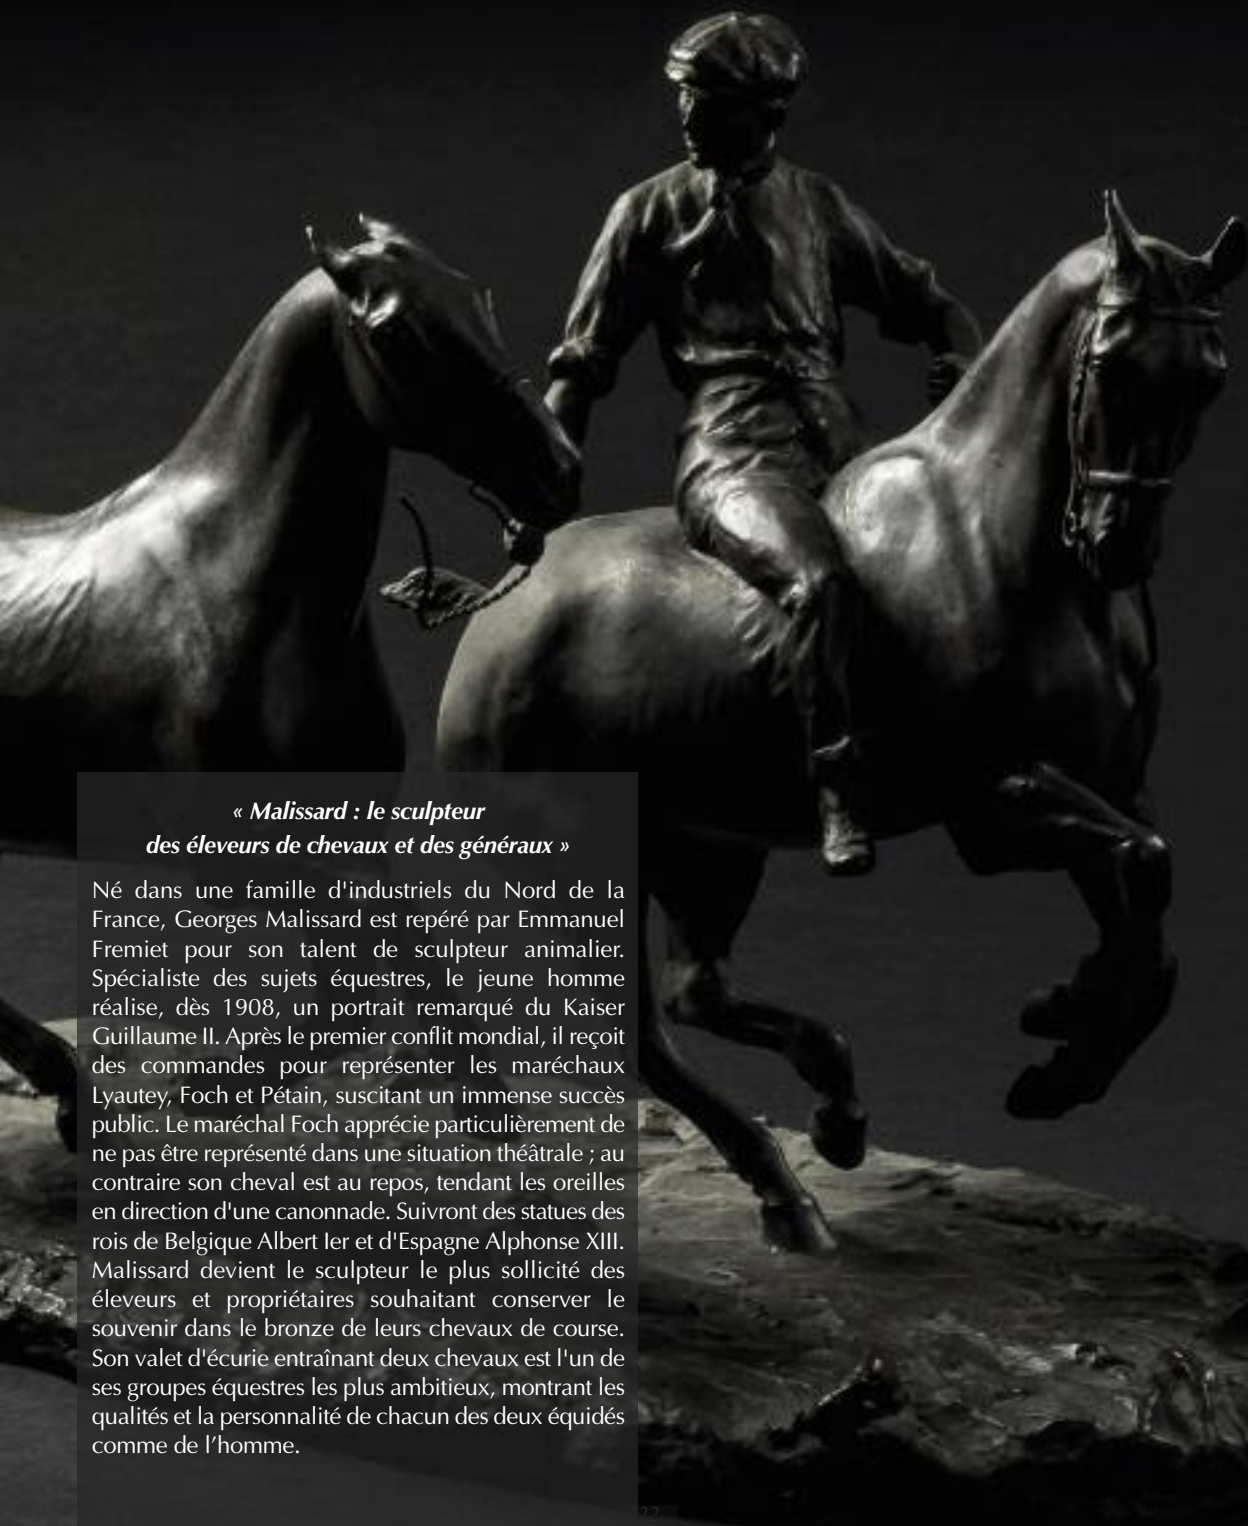 « Malissard : le sculpteur
des éleveurs de chevaux et des généraux »
Né dans une famille d'industriels du Nord de la
France, Georges Malissard est repéré par Emmanuel
Fremiet pour son talent de sculpteur animalier.
Spécialiste des sujets équestres, le jeune homme
réalise, dès 1908, un portrait remarqué du Kaiser
Guillaume II. Après le premier conflit mondial, il reçoit
des commandes pour représenter les maréchaux
Lyautey, Foch et Pétain, suscitant un immense succès
public. Le maréchal Foch apprécie particulièrement de
ne pas être représenté dans une situation théâtrale ; au
contraire son cheval est au repos, tendant les oreilles
en direction d'une canonnade. Suivront des statues des
rois de Belgique Albert Ier et d'Espagne Alphonse XIII.
Malissard devient le sculpteur le plus sollicité des
éleveurs et propriétaires souhaitant conserver le
souvenir dans le bronze de leurs chevaux de course.
Son valet d'écurie entraînant deux chevaux est l'un de
ses groupes équestres les plus ambitieux, montrant les
qualités et la personnalité de chacun des deux équidés
comme de l’homme.